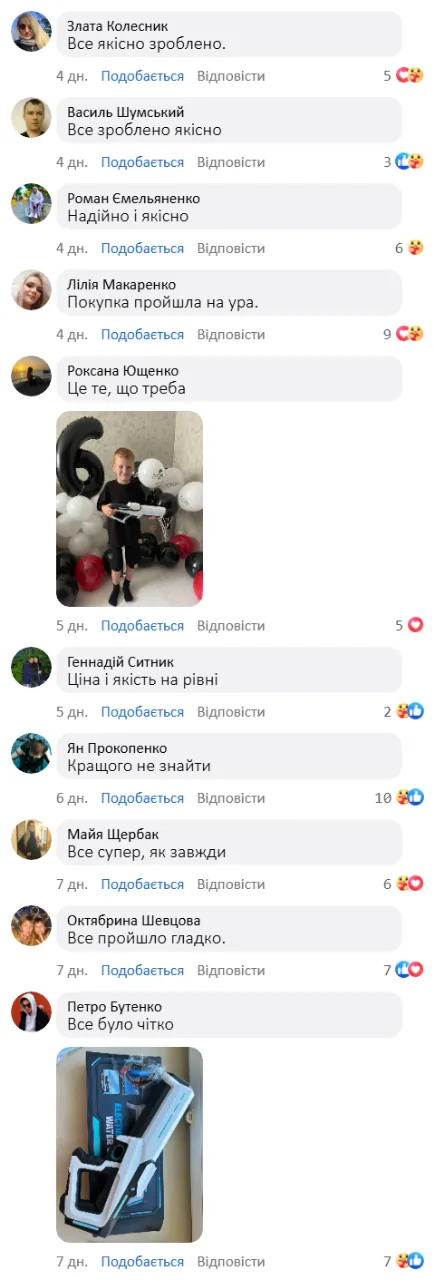 Злата Колесник
Все якісно зроблено.
4 дн. Подобається Відповісти 5
Василь Шумський
Все зроблено якісно
4 дн. Подобається Відповісти 3
Роман Ємельяненко
Надійно і якісно
4 дн. Подобається Відповісти 6
Лілія Макаренко
Покупка пройшла на ура.
4 дн. Подобається Відповісти 9
Роксана Ющенко
Це те, що треба
6
5 дн. Подобається Відповісти 5
Геннадій Ситник
Ціна і якість на рівні
5 дн. Подобається Відповісти 2
Ян Прокопенко
Кращого не знайти
6 дн. Подобається Відповісти 10
Майя Щербак
Все супер, як завжди
7 дн. Подобається Відповісти 6
Октябрина Шевцова
Все пройшло гладко.
7 дн. Подобається Відповісти 7
Петро Бутенко
Все було чітко
WATER
7 дн. Подобається Відповісти 7